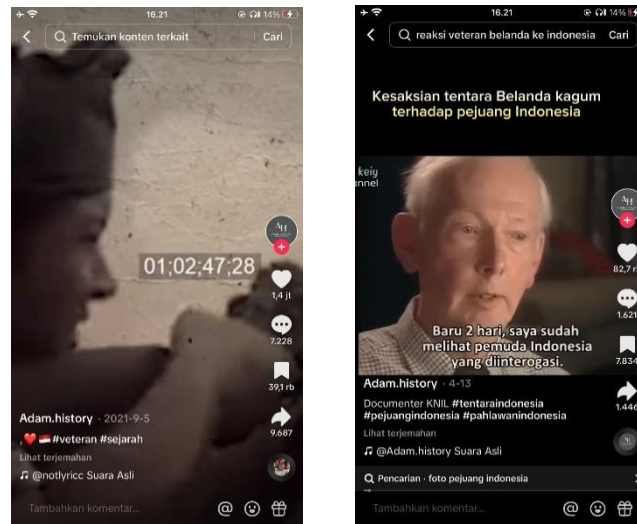 16.21
14%
Temukan konten terkait
Cari
01;02;47;28
1,4 jt
7.228
39,1 rb
9.687
Adam.history · 2021-9-5
, #veteran #sejarah
Lihat terjemahan
@notlyricc Suara Asli
Tambahkan komentar...
16.21
14%
reaksi veteran belanda ke indonesia
Cari
Kesaksian tentara Belanda kagum
terhadap pejuang Indonesia
keig
annel
82,7 r
1.621
7.834
1.446
Baru 2 hari, saya sudah
melihat pemuda Indonesia
yang diinterogasi.
Adam.history · 4-13
Documenter KNIL #tentaraindonesia
#pejuangindonesia #pahlawanindonesia
Lihat terjemahan
@Adam.history Suara Asli
Pencarian · foto pejuang indonesia
Tambahkan komentar...